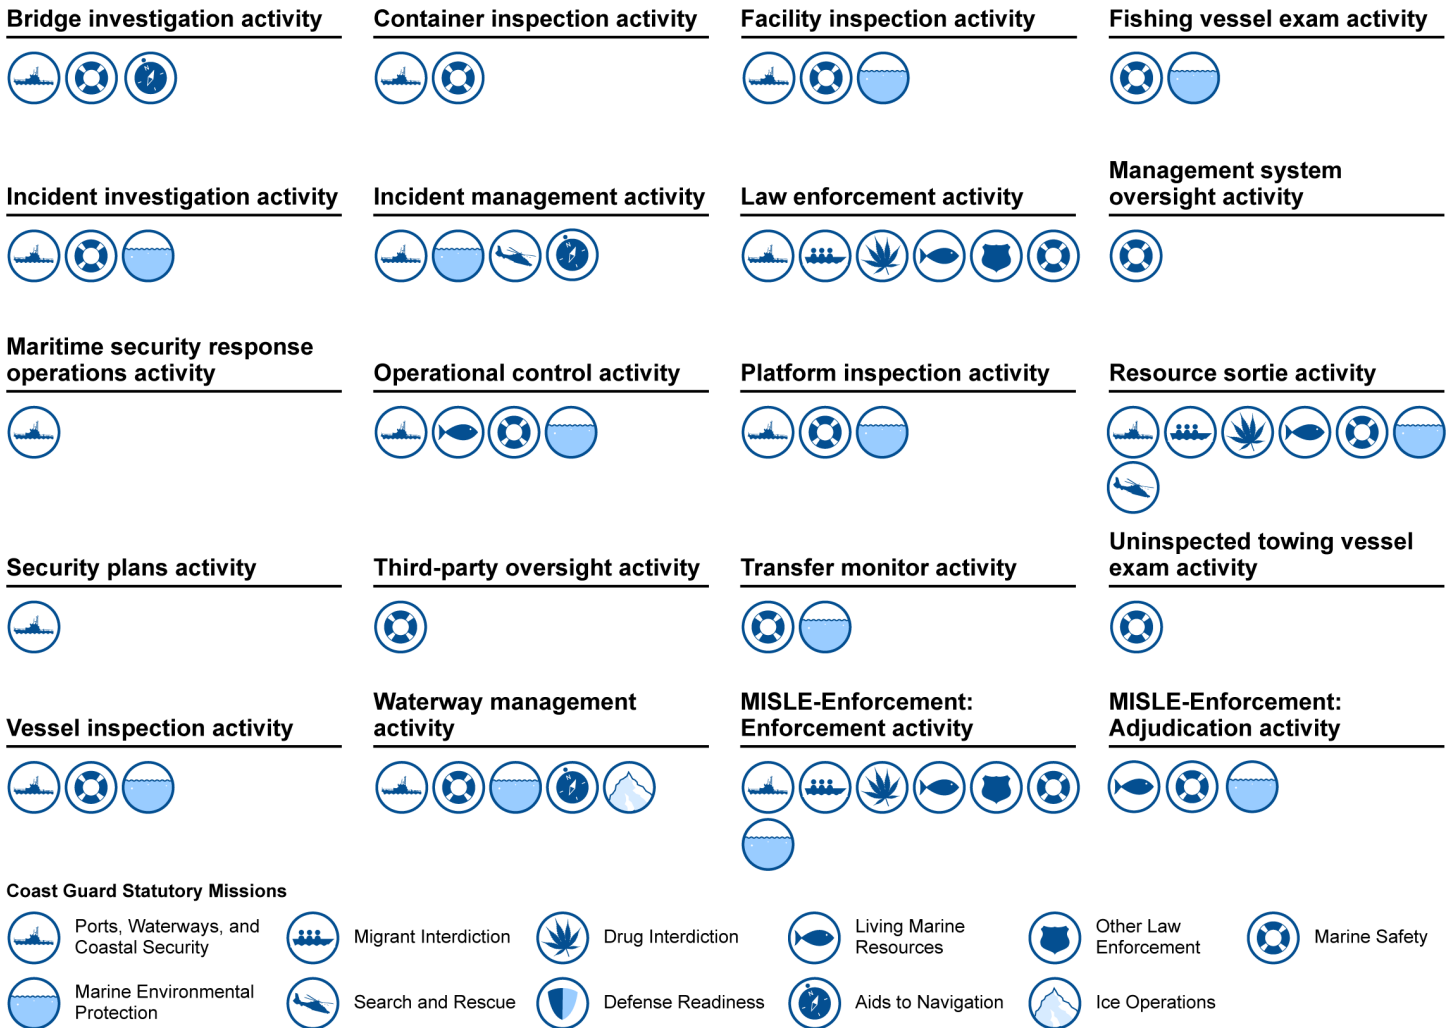 Bridge investigation activity
Container inspection activity
Facility inspection activity
Fishing vessel exam activity
Incident investigation activity
Incident management activity
Law enforcement activity
Management system
oversight activity
Maritime security response
operations activity
Operational control activity
Platform inspection activity
Resource sortie activity
Security plans activity
Third-party oversight activity
Transfer monitor activity
Uninspected towing vessel
exam activity
Vessel inspection activity
Waterway management
activity
MISLE-Enforcement:
Enforcement activity
MISLE-Enforcement:
Adjudication activity
Coast Guard Statutory Missions
Ports, Waterways, and
Coastal Security
Migrant Interdiction
Drug Interdiction
Living Marine
Resources
Other Law
Enforcement
Marine Safety
Marine Environmental
Protection
Search and Rescue
Defense Readiness
Aids to Navigation
Ice Operations